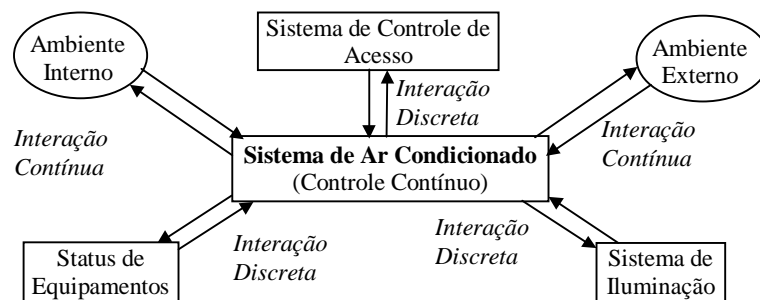 Ambiente
Interno
Sistema de Controle de
Acesso
Ambiente
Externo
Interação
Discreta
Interação
Contínua
Interação
Contínua
Sistema de Ar Condicionado
(Controle Contínuo)
Status de
Equipamentos
Interação
Discreta
Interação
Discreta
Sistema de
Iluminação